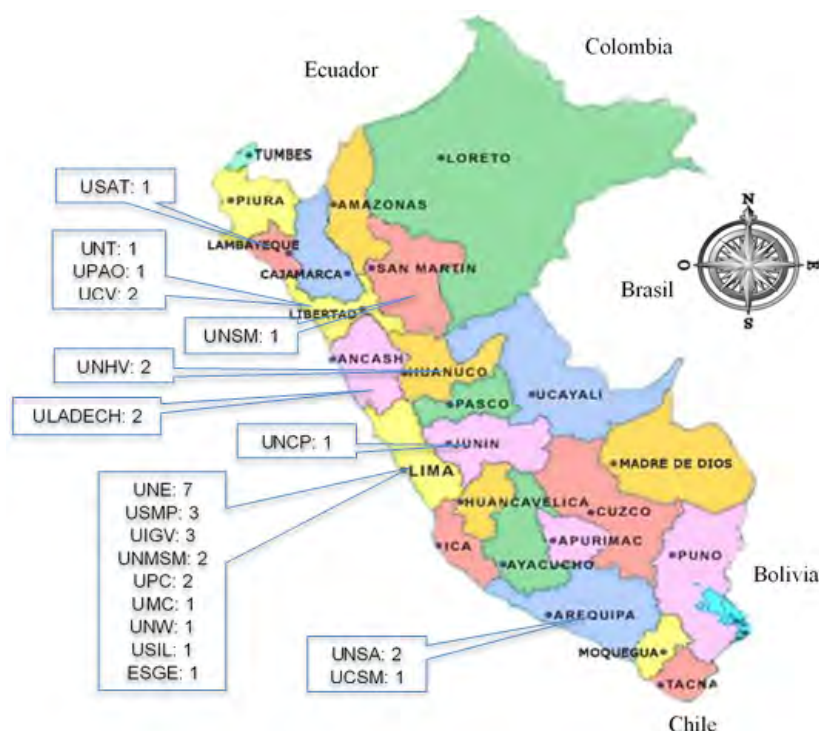 Colombia
Ecuador
TUMBES
LORETO
USAT: 1
PIURA
AMAZONAS
N
LAMBAYEQUE
UNT: 1
UPAO: 1
UCV: 2
CAJAMARCA
SAN MARTIN
O
E
S
Brasil
LIBERTAD
UNSM: 1
ANCASH
UNHV: 2
HUANUCO
UCAYALI
ULADECH: 2
PASCO
UNCP: 1
JUNIN
MADRE DE DIOS
LIMA
UNE: 7
USMP: 3
UIGV: 3
UNMSM: 2
UPC: 2
UMC: 1
UNW: 1
USIL: 1
ESGE: 1
HUANCAVELICA
CUZCO
ICA
APURIMAC
PUNO
AYACUCHO
Bolivia
AREQUIPA
UNSA: 2
UCSM: 1
MOQUEGUA
TACNA
Chile